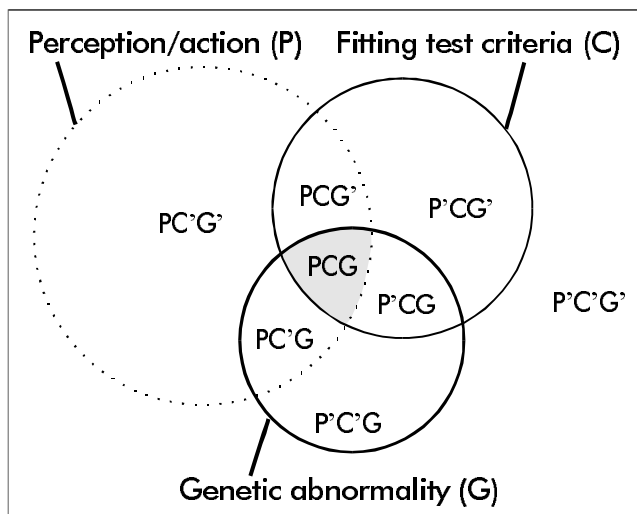 Perception/action (P)
Fitting test criteria (C)
PCG’
P’CG’
PC’G’
PCG
P’CG
P’C’G’
PC’G
P’C’G
Genetic abnormality (G)